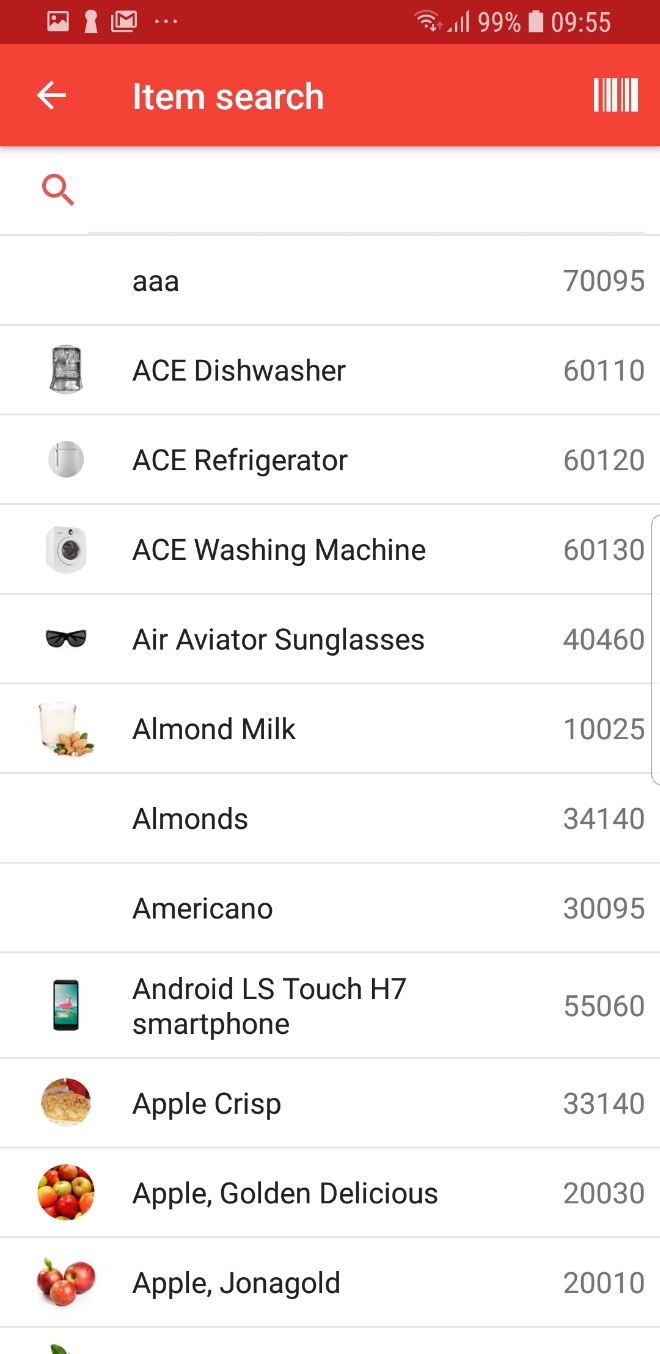 99% 09:55
Item search
aaa 70095
ACE Dishwasher 60110
ACE Refrigerator 60120
ACE Washing Machine 60130
Air Aviator Sunglasses 40460
Almond Milk 10025
Almonds 34140
Americano 30095
Android LS Touch H7
smartphone 55060
Apple Crisp 33140
Apple, Golden Delicious 20030
Apple, Jonagold 20010